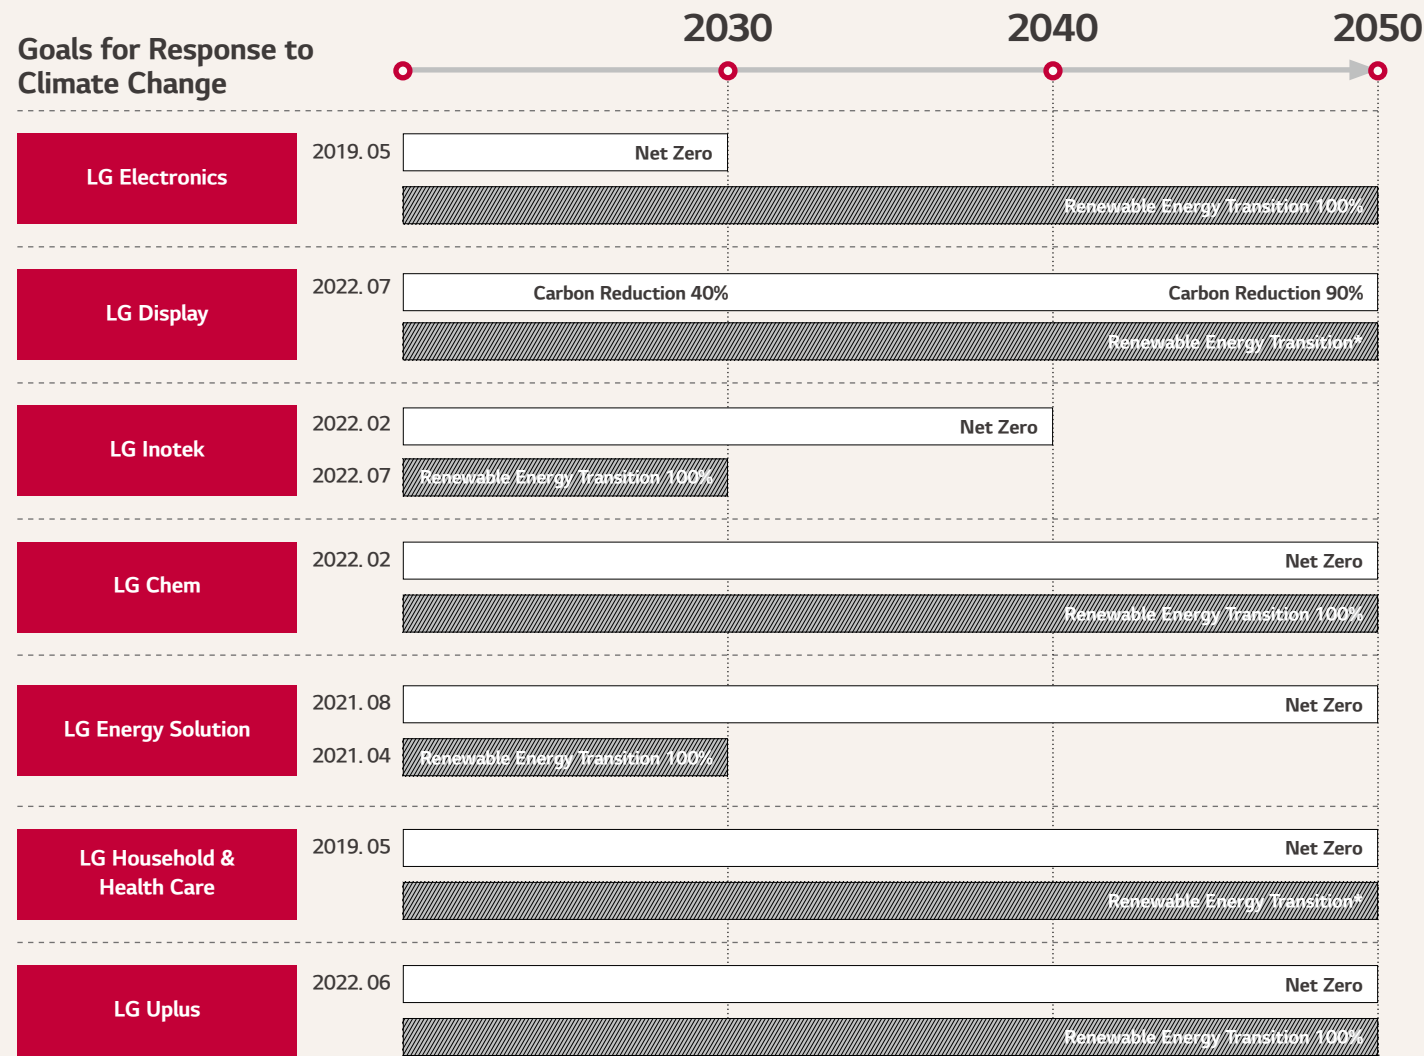 Goals for Response to
Climate Change
2030
2040
2050
LG Electronics
2019. 05
Net Zero
Renewable Energy Transition 100%
LG Display
2022. 07
Carbon Reduction 40%
Carbon Reduction 90%
Renewable Energy Transition*
LG Inotek
2022. 02
Net Zero
2022. 07
Renewable Energy Transition 100%
LG Chem
2022. 02
Net Zero
Renewable Energy Transition 100%
LG Energy Solution
2021. 08
Net Zero
2021. 04
Renewable Energy Transition 100%
LG Household &
Health Care
2019. 05
Net Zero
Renewable Energy Transition*
LG Uplus
2022. 06
Net Zero
Renewable Energy Transition 100%